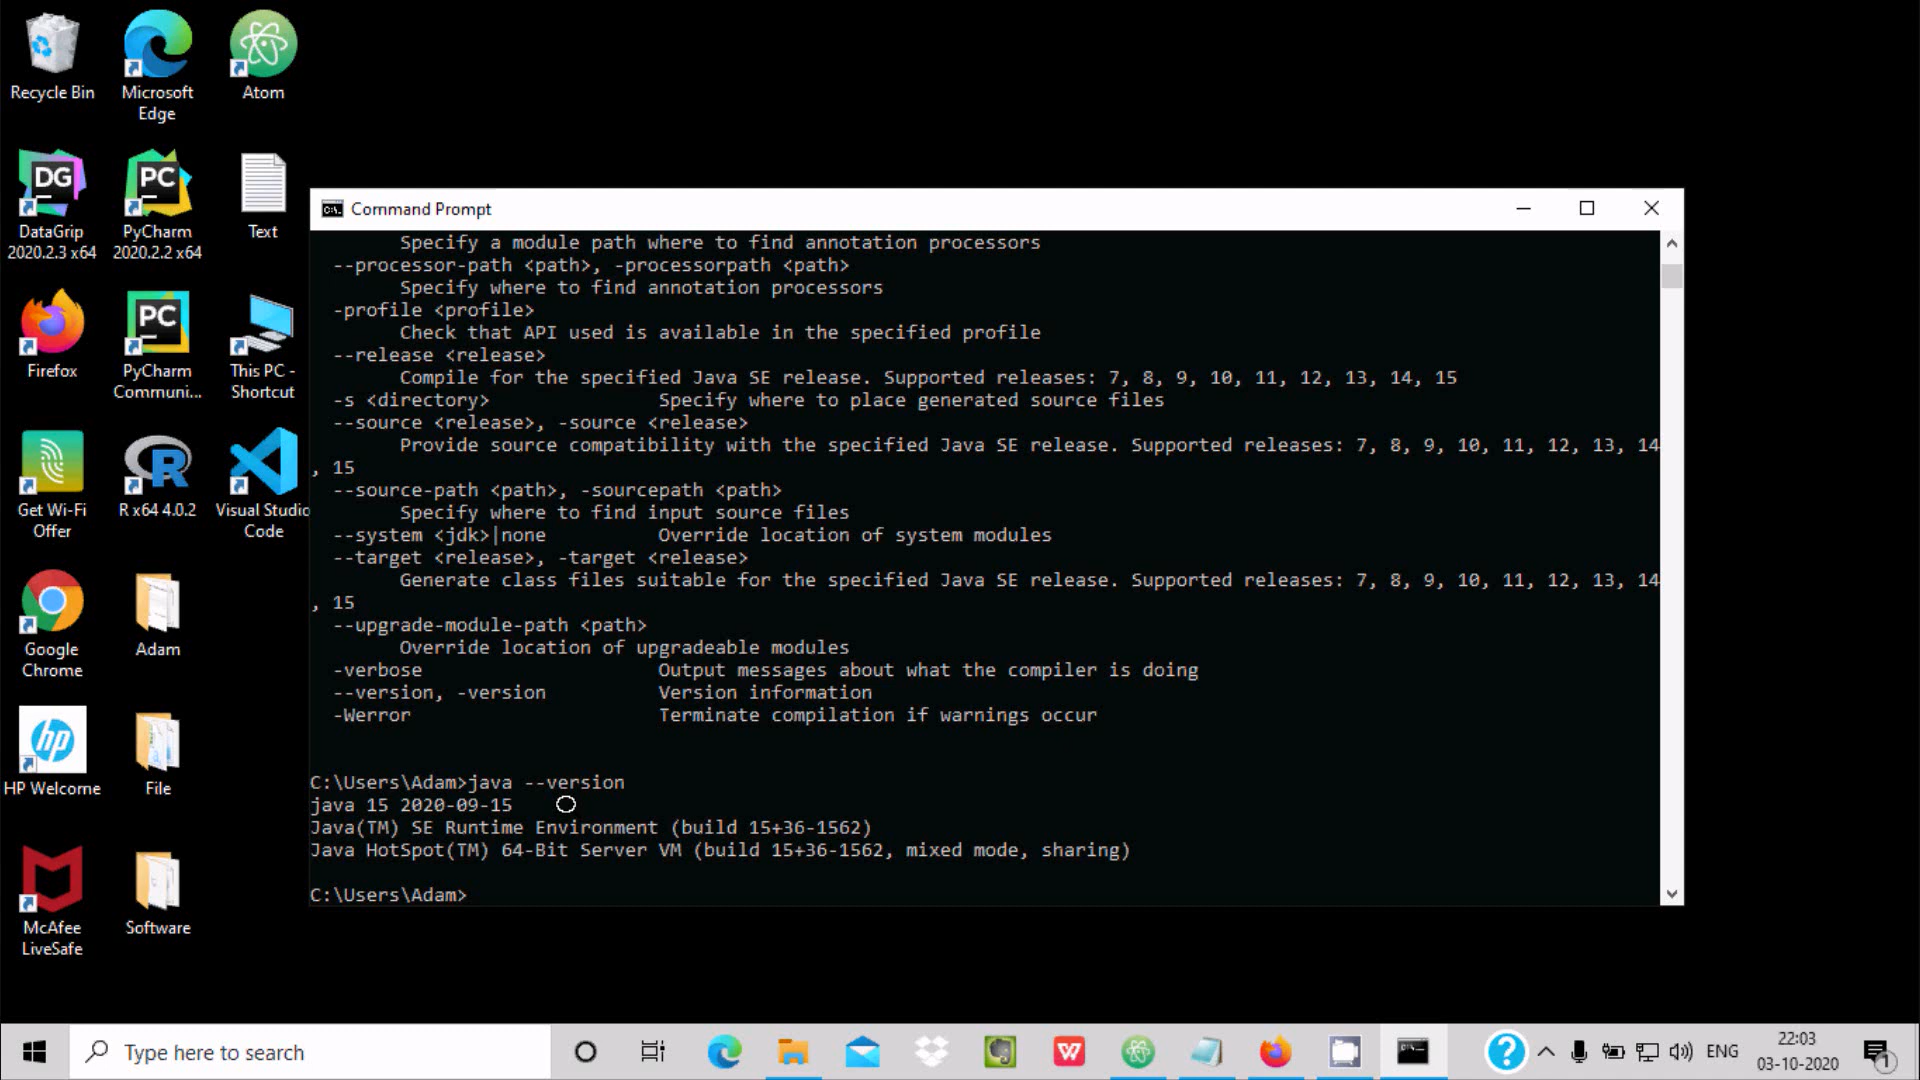 Recycle Bin
Microsoft
Edge
Atom
DG
DataGrip
2020.2.3 x64
PC
PyCharm
2020.2.2 x64
Text
Firefox
PC
PyCharm
Communi...
This PC -
Shortcut
Get Wi-Fi
Offer
R
R x64 4.0.2
Visual Studio
Code
Google
Chrome
Adam
hp
HP Welcome
File
McAfee
LiveSafe
Software
C:\.
Command Prompt
Specify a module path where to find annotation processors
--processor-path <path>, -processorpath <path>
Specify where to find annotation processors
-profile <profile>
Check that API used is available in the specified profile
--release <release>
Compile for the specified Java SE release. Supported releases: 7, 8, 9, 10, 11, 12, 13, 14, 15
-s <directory> Specify where to place generated source files
--source <release>, -source <release>
Provide source compatibility with the specified Java SE release. Supported releases: 7, 8, 9, 10, 11, 12, 13, 14
, 15
--source-path <path>, -sourcepath <path>
Specify where to find input source files
--system <jdk>|none Override location of system modules
--target <release>, -target <release>
Generate class files suitable for the specified Java SE release. Supported releases: 7, 8, 9, 10, 11, 12, 13, 14
, 15
--upgrade-module-path <path>
Override location of upgradeable modules
-verbose Output messages about what the compiler is doing
--version, -version Version information
-Werror Terminate compilation if warnings occur
C:\Users\Adam>java --version
java 15 2020-09-15
Java(TM) SE Runtime Environment (build 15+36-1562)
Java HotSpot(TM) 64-Bit Server VM (build 15+36-1562, mixed mode, sharing)
C:\Users\Adam>
Type here to search
W
?
ENG
22:03
03-10-2020
1